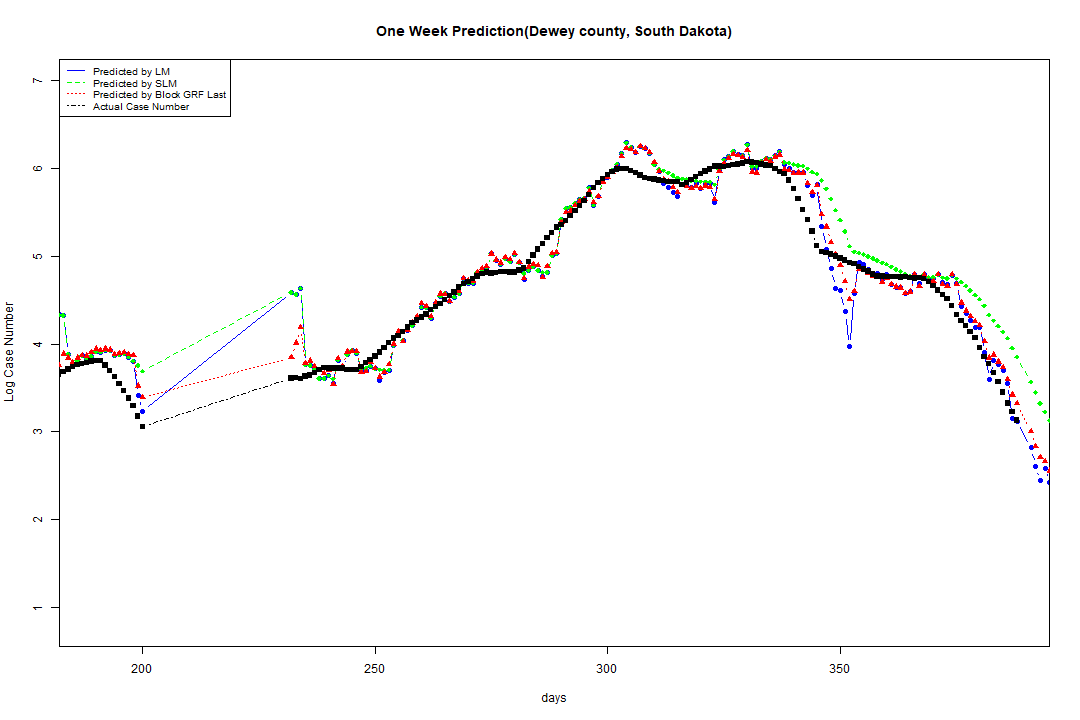 One Week Prediction(Dewey county, South Dakota)
Predicted by LM
Predicted by SLM
Predicted by Block GRF Last
Actual Case Number
Log Case Number
7
6
5
4
3
2
1
200 250 300 350
days